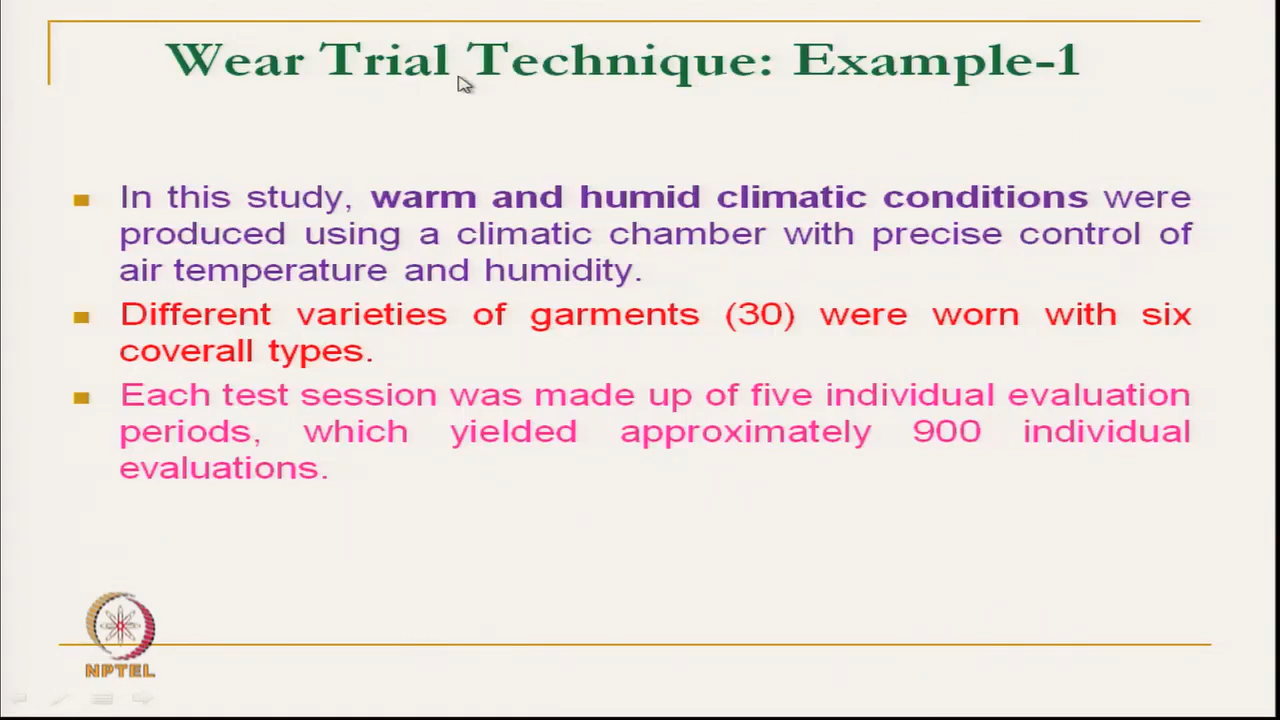 Wear Trial Technique: Example-1
In this study, warm and humid climatic conditions were
produced using a climatic chamber with precise control of
air temperature and humidity.
Different varieties of garments (30) were worn with six
coverall types.
Each test session was made up of five individual evaluation
periods, which yielded approximately 900 individual
evaluations.
NPTEL